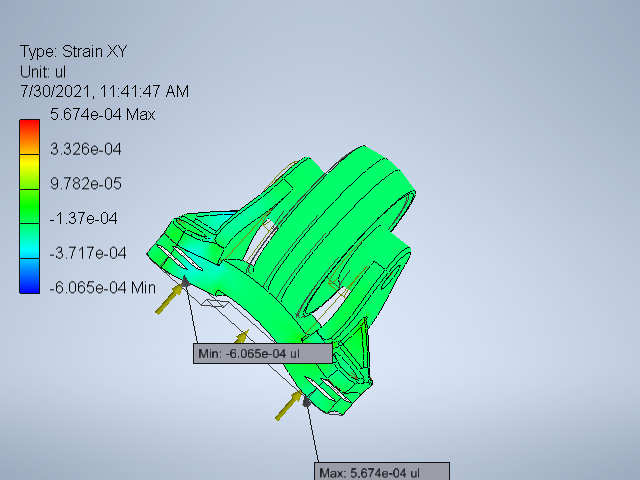 Type: Strain XY
Unit: ul
7/30/2021, 11:41:47 AM
5.674e-04 Max
3.326e-04
9.782e-05
-1.37e-04
-3.717e-04
-6.065e-04 Min
Min: -6.065e-04 ul
Max: 5.674e-04 ul